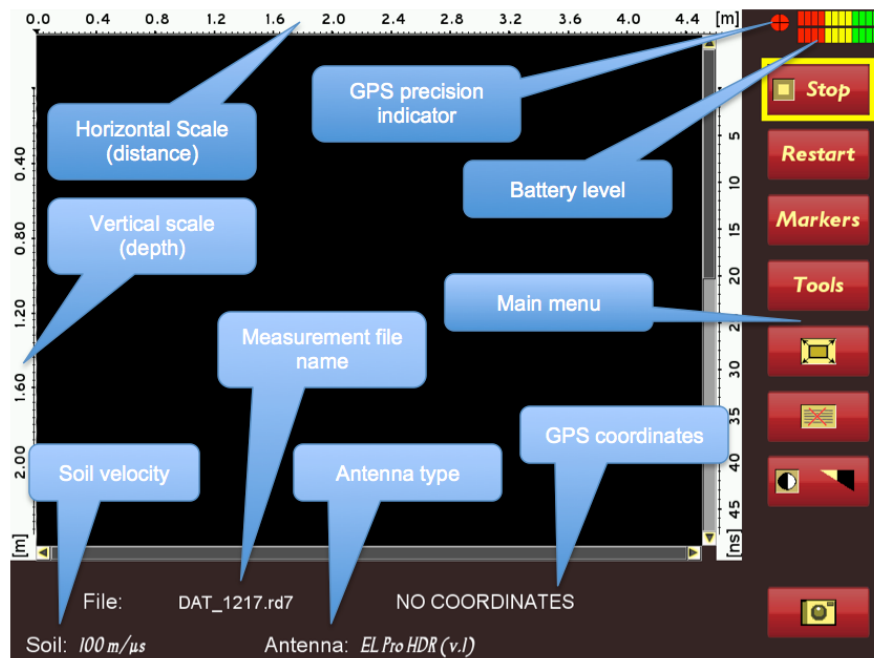 0.0 0.4 0.8 1.2 1.6 2.0 2.4 2.8 3.2 3.6 4.0 4.4 [m]
GPS precision
indicator
Stop
Horizontal Scale
(distance)
Restart
Battery level
Vertical scale
(depth)
Markers
Tools
Main menu
Measurement file
name
GPS coordinates
Soil velocity
Antenna type
0.40
0.80
1.20
1.60
2.00
[m]
5
10
15
20
25
30
35
40
45
[ns]
File: DAT_1217.rd7 NO COORDINATES
Soil: 100 m/µs Antenna: EL Pro HDR (v.1)